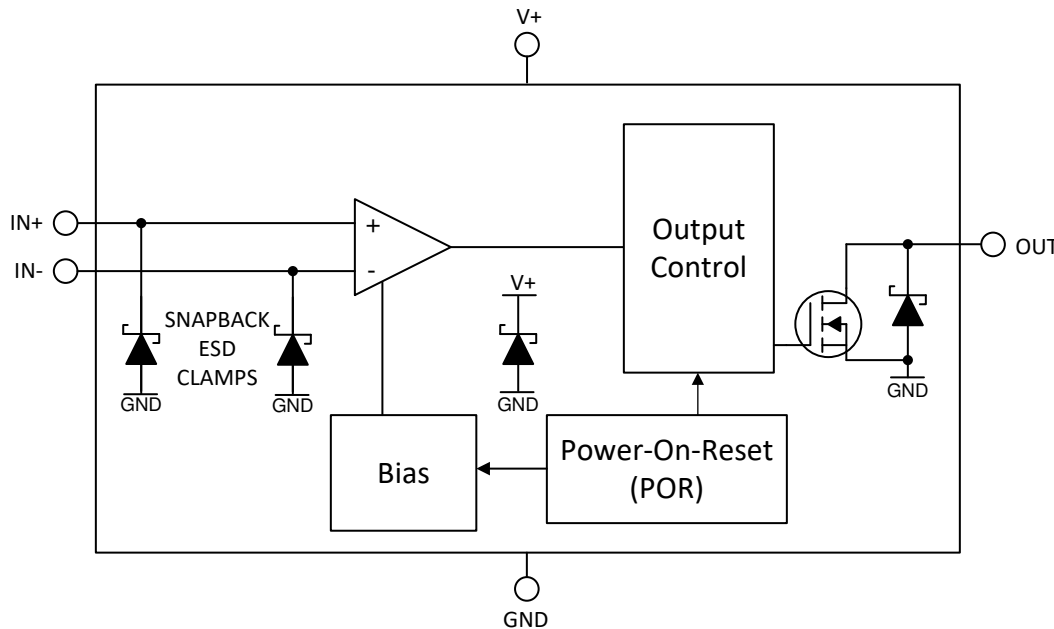 V+
IN+
IN-
+
-
Output
Control
OUT
V+
SNAPBACK
ESD
CLAMPS
GND
GND
GND
GND
Bias
Power-On-Reset
(POR)
GND